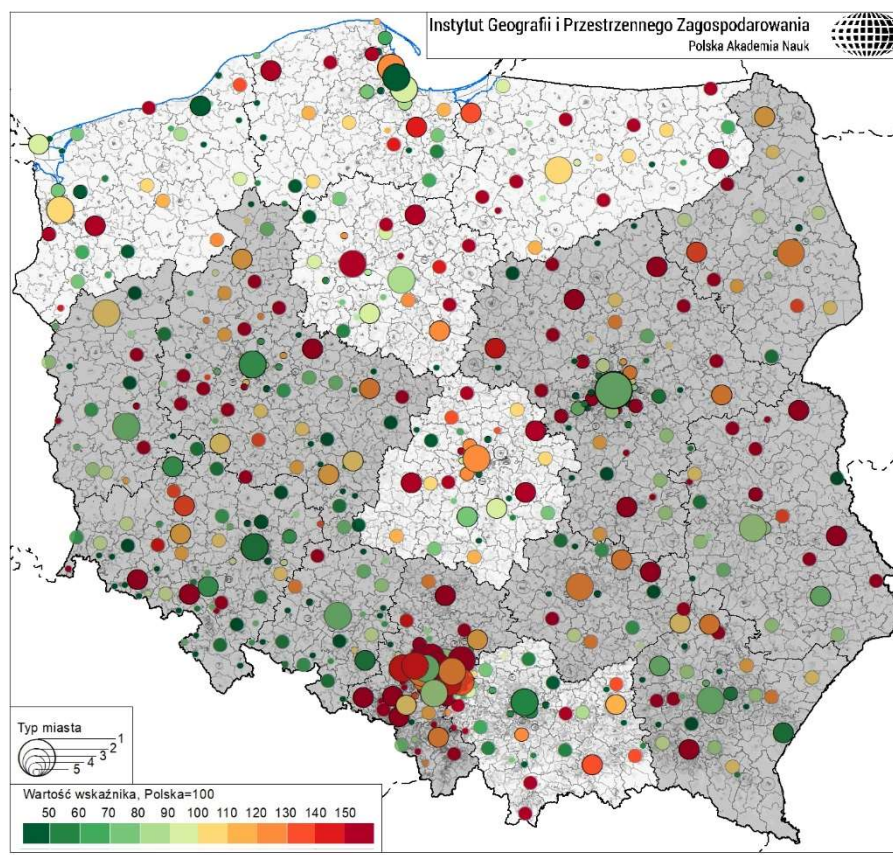 Instytut Geografii i Przestrzennego Zagospodarowania
Polska Akademia Nauk
Typ miasta
1
2
3
4
5
Wartość wskaźnika, Polska=100
50 60 70 80 90 100 110 120 130 140 150